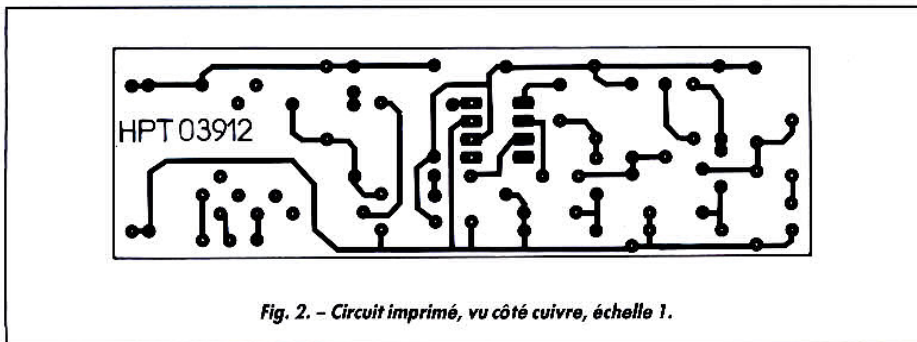 HPT 03912
Fig. 2. – Circuit imprimé, vu côté cuivre, échelle 1.